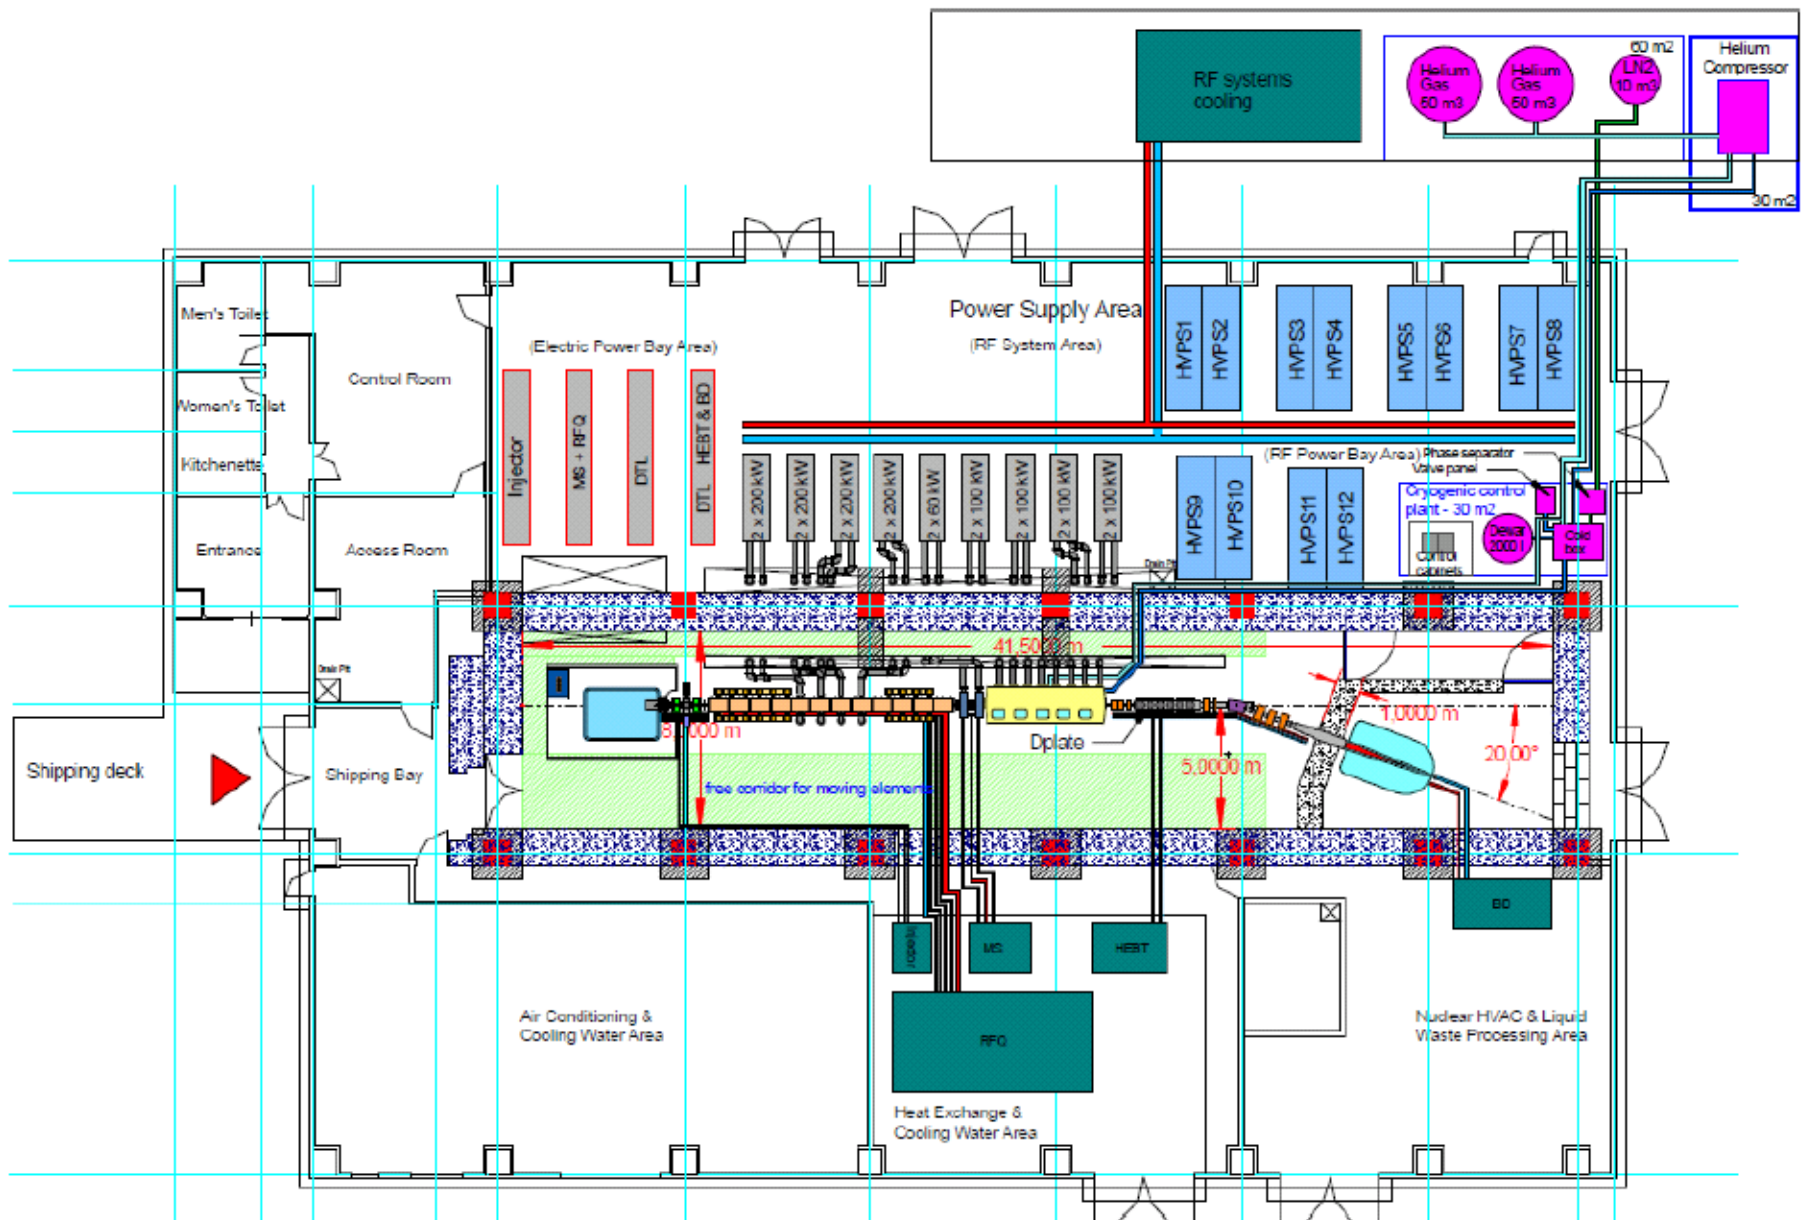 RF systems
cooling
Helium
Gas
50 m3
Helium
Gas
50 m3
60 m2
LN2
10 m3
Helium
Compressor
30 m2
Men's Toilet
Women's Toilet
Kitchenette
Entrance
Control Room
Access Room
(Electric Power Bay Area)
Power Supply Area
(RF System Area)
HVPS1
HVPS2
HVPS3
HVPS4
HVPS5
HVPS6
HVPS7
HVPS8
Injector
MS + RFQ
DTL
DTL HEBT & BD
2 x 200 kW
2 x 200 kW
2 x 200 kW
2 x 200 kW
2 x 60 kW
2 x 100 kW
2 x 100 kW
2 x 100 kW
2 x 100 kW
HVPS9
HVPS10
HVPS11
HVPS12
(RF Power Bay Area)
Phase separator
Valve panel
Cryogenic control
plant - 30 m2
Dewar
2000 l
Cold
box
Control
cabinets
Drain Pit
41,5000 m
Drain Pit
1,0000 m
Dplate
5,0000 m
20,00°
free corridor for moving elements
Shipping deck
Shipping Bay
Injector
MS
HEBT
BD
RFQ
Air Conditioning &
Cooling Water Area
Heat Exchange &
Cooling Water Area
Nuclear HVAC & Liquid
Waste Processing Area